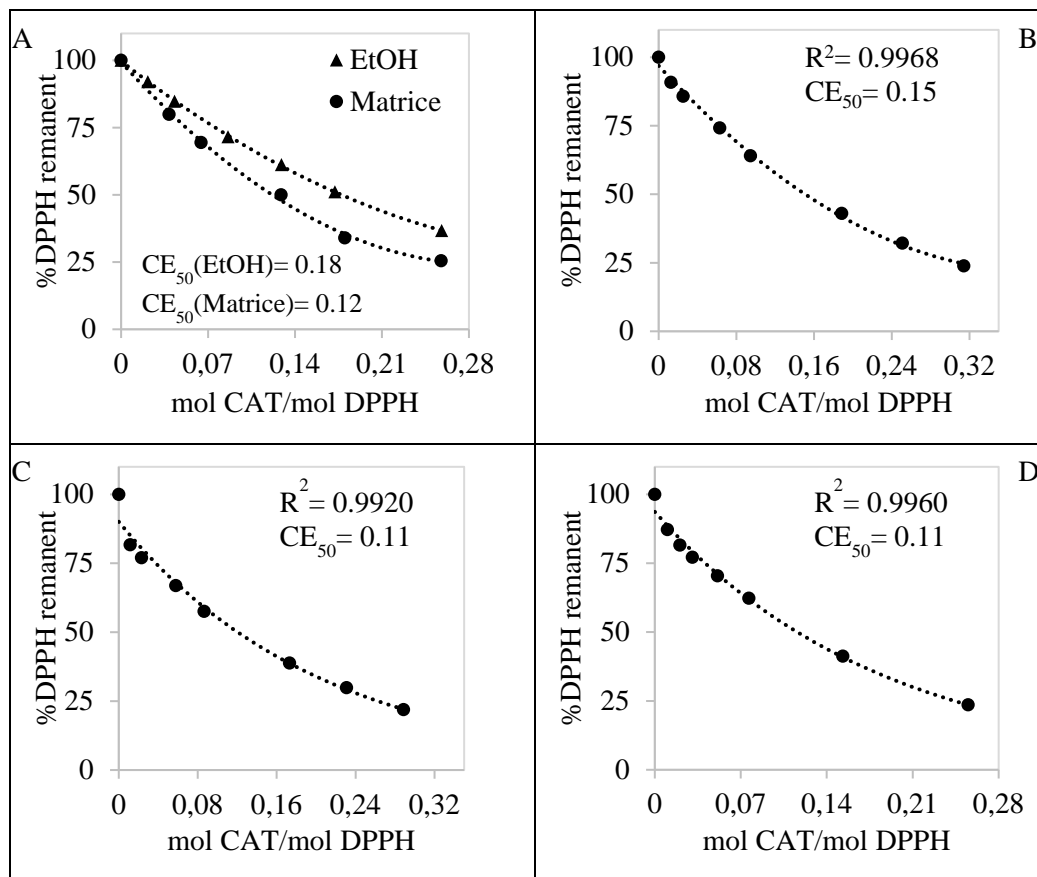 A
%DPPH remanent
100
75
50
25
0
EtOH
Matrice
CE50(EtOH)= 0.18
CE50(Matrice)= 0.12
0 0,07 0,14 0,21 0,28
mol CAT/mol DPPH
B
%DPPH remanent
100
75
50
25
0
R2= 0.9968
CE50= 0.15
0 0,08 0,16 0,24 0,32
mol CAT/mol DPPH
C
%DPPH remanent
100
75
50
25
0
R2= 0.9920
CE50= 0.11
0 0,08 0,16 0,24 0,32
mol CAT/mol DPPH
D
%DPPH remanent
100
75
50
25
0
R2= 0.9960
CE50= 0.11
0 0,07 0,14 0,21 0,28
mol CAT/mol DPPH